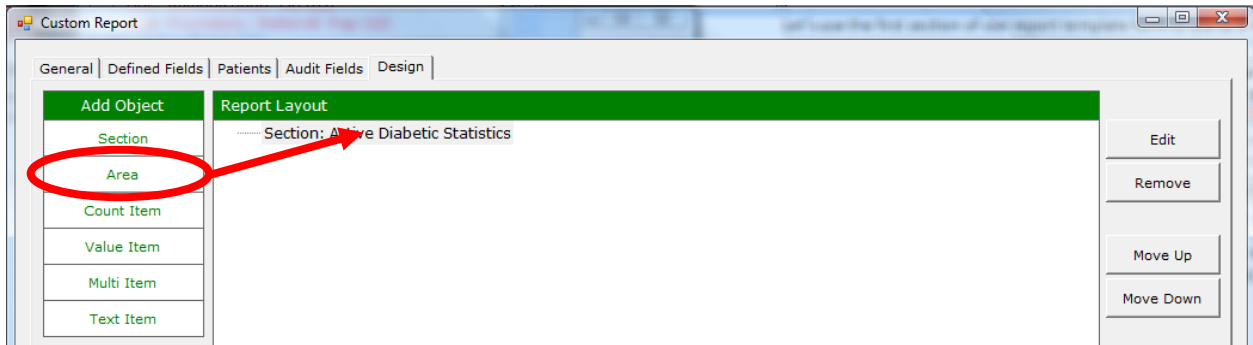 Custom Report
General Defined Fields Patients Audit Fields Design
Add Object
Report Layout
Section
Section: Active Diabetic Statistics
Area
Count Item
Value Item
Multi Item
Text Item
Edit
Remove
Move Up
Move Down